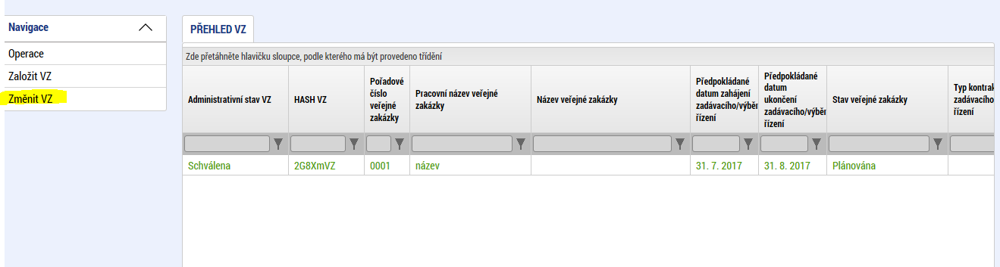 Navigace
Operace
Založit VZ
Změnit VZ
PŘEHLED VZ
Zde přetáhněte hlavičku sloupce, podle kterého má být provedeno třídění
Administrativní stav VZ
HASH VZ
Pořadové
číslo
veřejné
zakázky
Pracovní název veřejné
zakázky
Název veřejné zakázky
Předpokládané
datum zahájení
zadávacího/výběr
řízení
Předpokládané
datum
ukončení
zadávacího/výběr
řízení
Stav veřejné zakázky
Typ kontrak
zadávacího
řízení
Schválena
2G8XmVZ
0001
název
31. 7. 2017
31. 8. 2017
Plánována